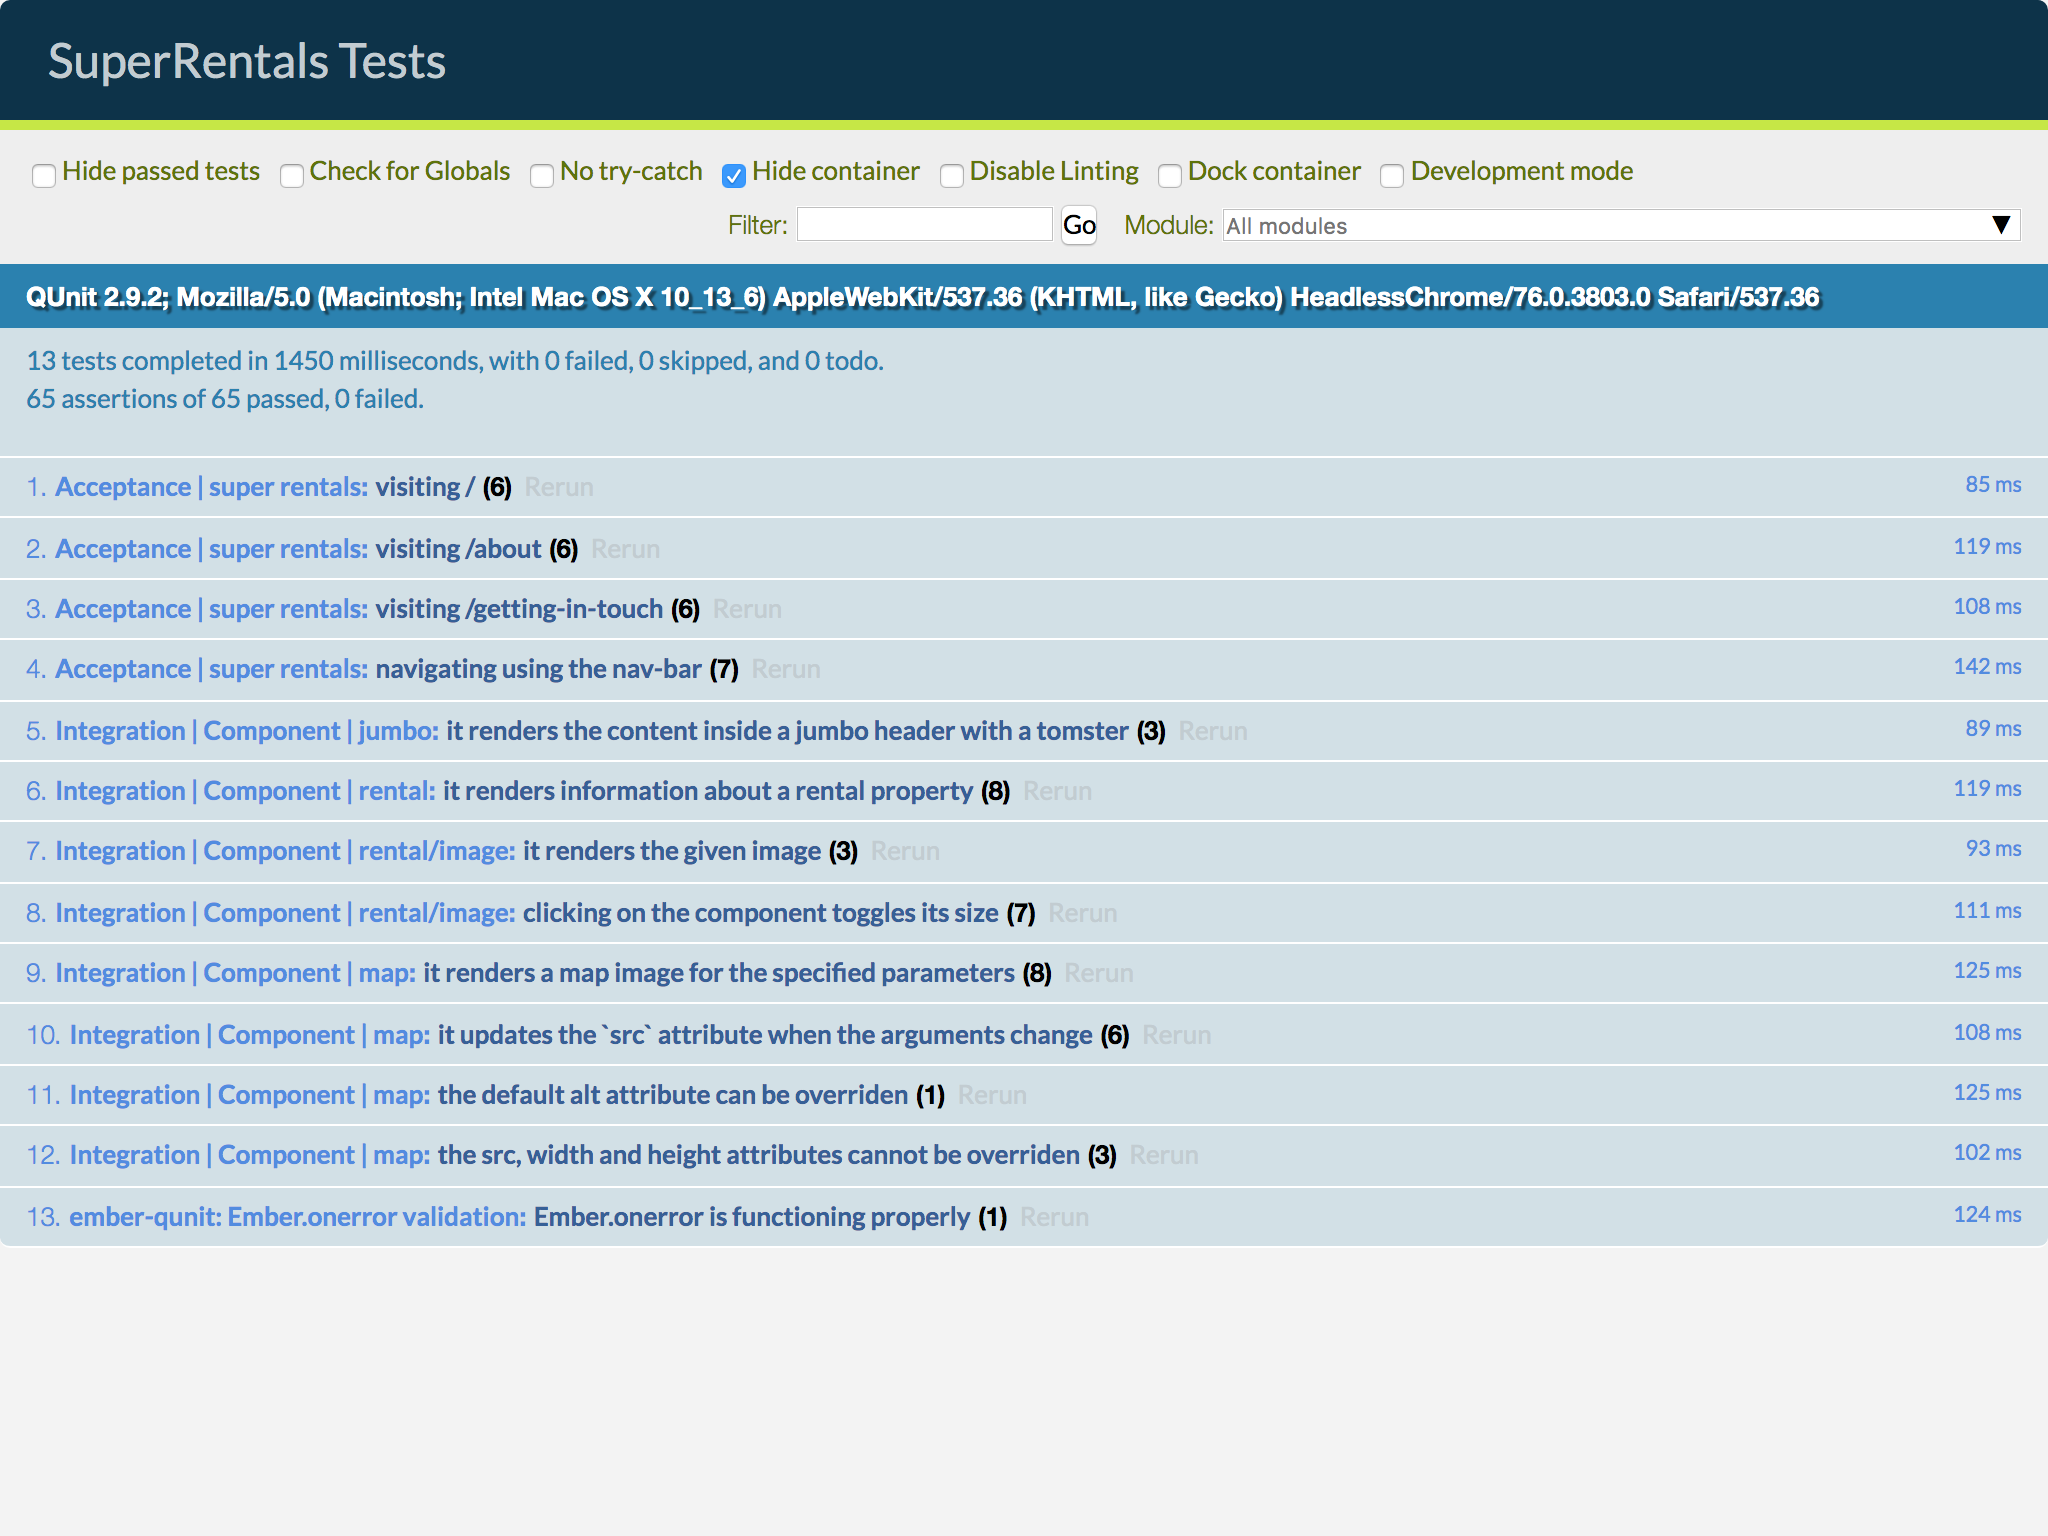 SuperRentals Tests
Hide passed tests Check for Globals No try-catch Hide container Disable Linting Dock container Development mode
Filter: Go Module: All modules ▼
QUnit 2.9.2; Mozilla/5.0 (Macintosh; Intel Mac OS X 10_13_6) AppleWebKit/537.36 (KHTML, like Gecko) HeadlessChrome/76.0.3803.0 Safari/537.36
13 tests completed in 1450 milliseconds, with 0 failed, 0 skipped, and 0 todo.
65 assertions of 65 passed, 0 failed.
1. Acceptance | super rentals: visiting / (6) Rerun 85 ms
2. Acceptance | super rentals: visiting /about (6) Rerun 119 ms
3. Acceptance | super rentals: visiting /getting-in-touch (6) Rerun 108 ms
4. Acceptance | super rentals: navigating using the nav-bar (7) Rerun 142 ms
5. Integration | Component | jumbo: it renders the content inside a jumbo header with a tomster (3) Rerun 89 ms
6. Integration | Component | rental: it renders information about a rental property (8) Rerun 119 ms
7. Integration | Component | rental/image: it renders the given image (3) Rerun 93 ms
8. Integration | Component | rental/image: clicking on the component toggles its size (7) Rerun 111 ms
9. Integration | Component | map: it renders a map image for the specified parameters (8) Rerun 125 ms
10. Integration | Component | map: it updates the `src` attribute when the arguments change (6) Rerun 108 ms
11. Integration | Component | map: the default alt attribute can be overriden (1) Rerun 125 ms
12. Integration | Component | map: the src, width and height attributes cannot be overriden (3) Rerun 102 ms
13. ember-qunit: Ember.onerror validation: Ember.onerror is functioning properly (1) Rerun 124 ms